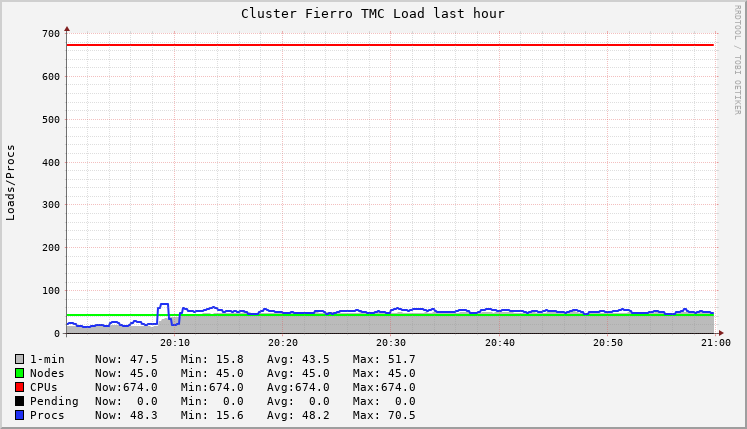 Cluster Fierro TMC Load last hour
RRDTOOL / TOBI OETIKER
Loads/Procs
700
600
500
400
300
200
100
0
20:10 20:20 20:30 20:40 20:50 21:00
1-min Now: 47.5 Min: 15.8 Avg: 43.5 Max: 51.7
Nodes Now: 45.0 Min: 45.0 Avg: 45.0 Max: 45.0
CPUs Now:674.0 Min:674.0 Avg:674.0 Max:674.0
Pending Now: 0.0 Min: 0.0 Avg: 0.0 Max: 0.0
Procs Now: 48.3 Min: 15.6 Avg: 48.2 Max: 70.5